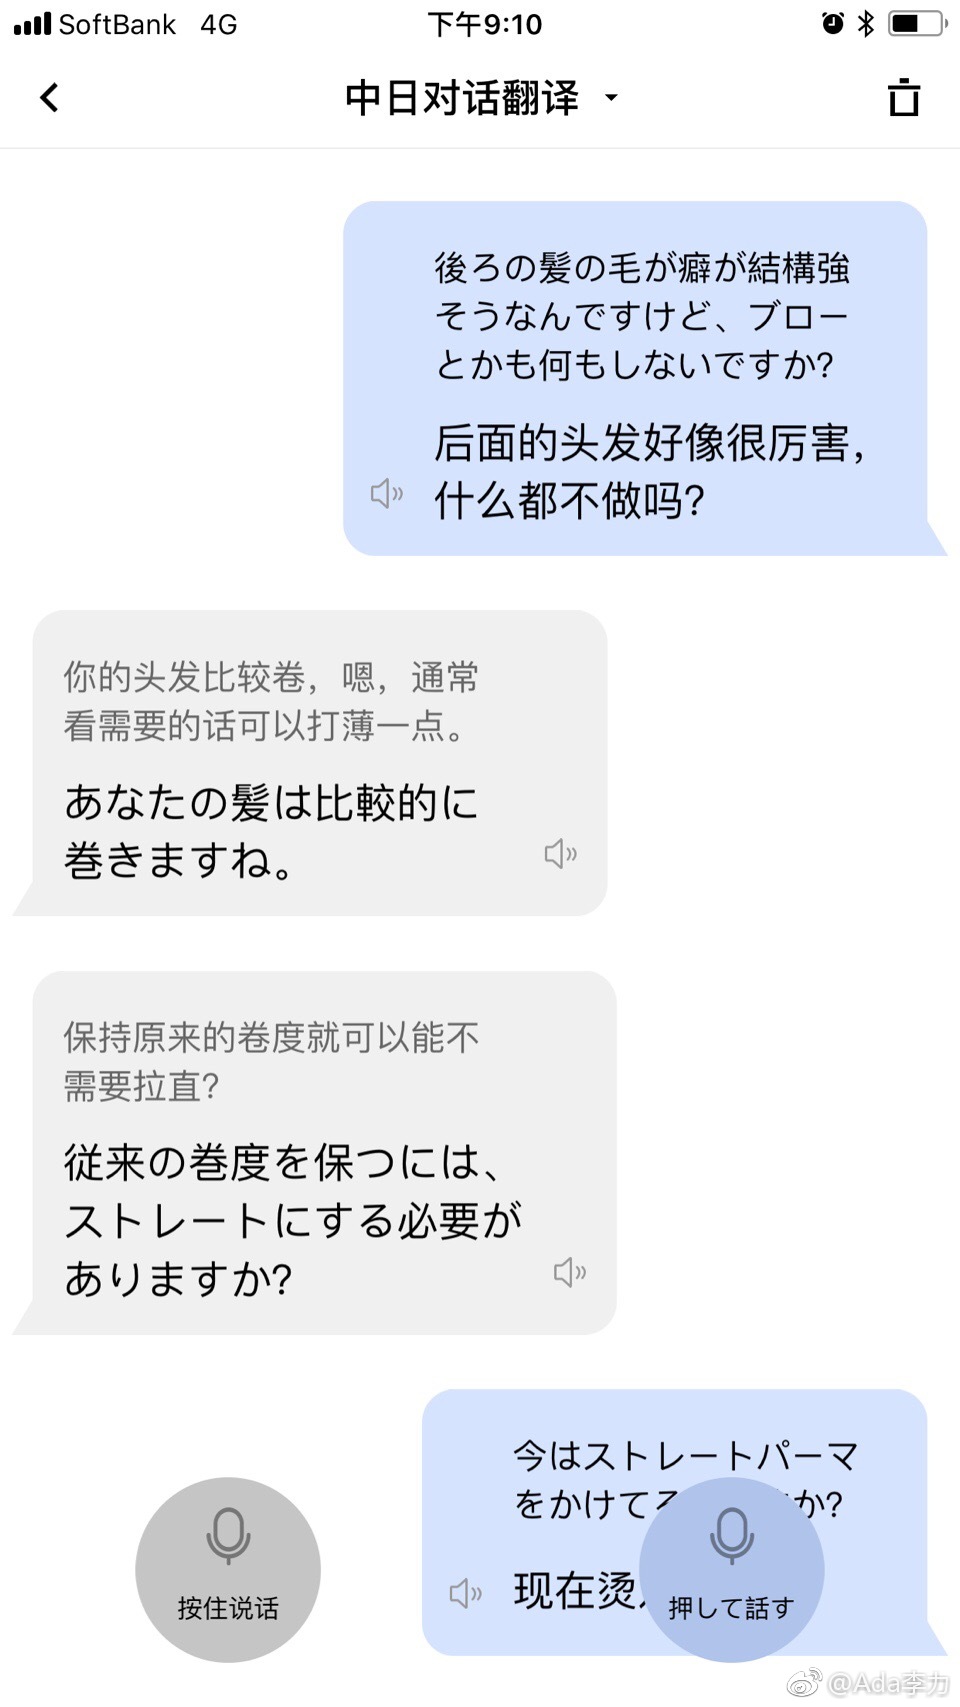 SoftBank 4G 下午9:10
中日对话翻译
後ろの髪の毛が癖が結構強
そうなんですけど、ブロー
とかも何もしないですか?
后面的头发好像很厉害，
什么都不做吗?
你的头发比较卷，嗯，通常
看需要的话可以打薄一点。
あなたの髪は比較的に
巻きますね。
保持原来的卷度就可以能不
需要拉直?
従来の巻度を保つには、
ストレートにする必要が
ありますか?
今はストレートパーマ
をかけて か?
现在烫
按住说话
押して話す
@Ada李力